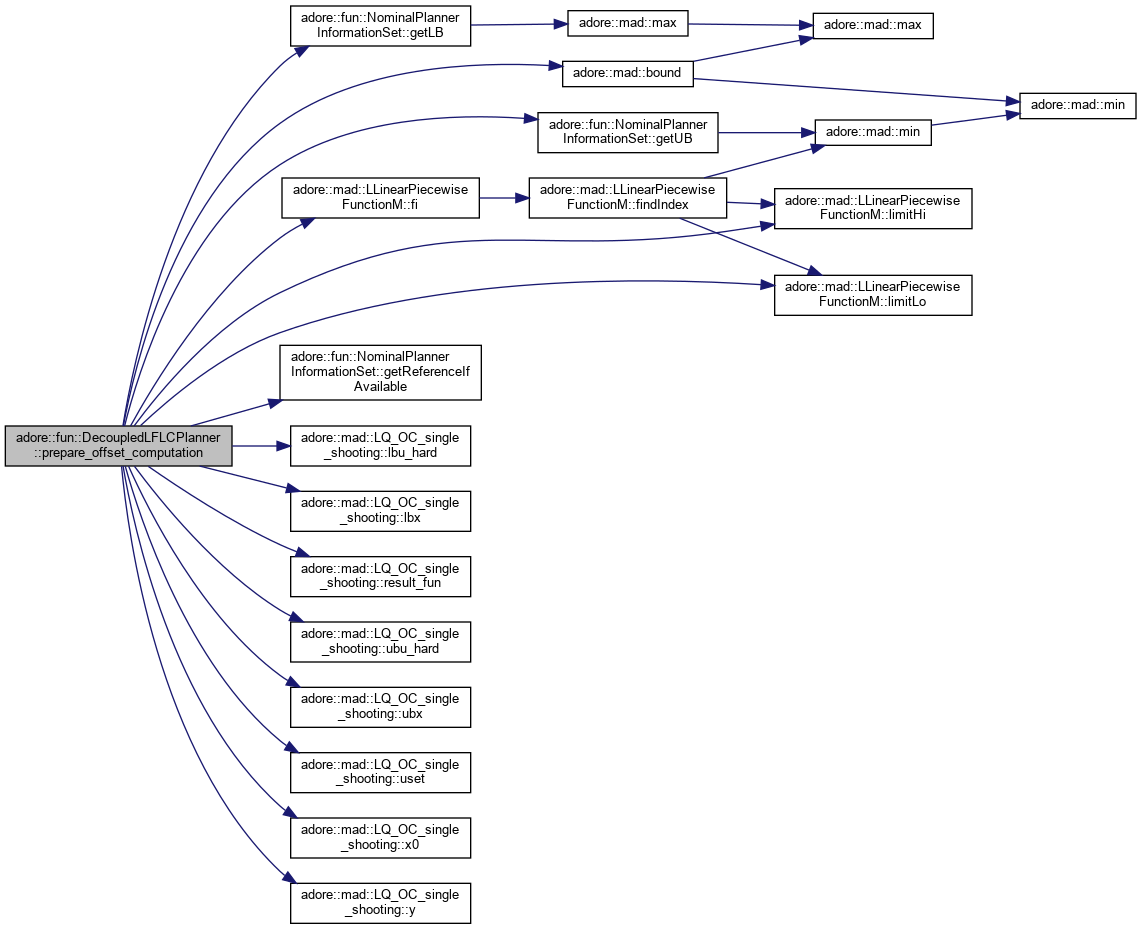 adore::fun::NominalPlanner
InformationSet::getLB
adore::mad::max
adore::mad::max
adore::mad::bound
adore::mad::min
adore::fun::NominalPlanner
InformationSet::getUB
adore::mad::min
adore::mad::LLinearPiecewise
FunctionM::fi
adore::mad::LLinearPiecewise
FunctionM::findIndex
adore::mad::LLinearPiecewise
FunctionM::limitHi
adore::mad::LLinearPiecewise
FunctionM::limitLo
adore::fun::NominalPlanner
InformationSet::getReferenceIf
Available
adore::fun::DecoupledLFLCPlanner
::prepare_offset_computation
adore::mad::LQ_OC_single
_shooting::lbu_hard
adore::mad::LQ_OC_single
_shooting::lbx
adore::mad::LQ_OC_single
_shooting::result_fun
adore::mad::LQ_OC_single
_shooting::ubu_hard
adore::mad::LQ_OC_single
_shooting::ubx
adore::mad::LQ_OC_single
_shooting::uset
adore::mad::LQ_OC_single
_shooting::x0
adore::mad::LQ_OC_single
_shooting::y